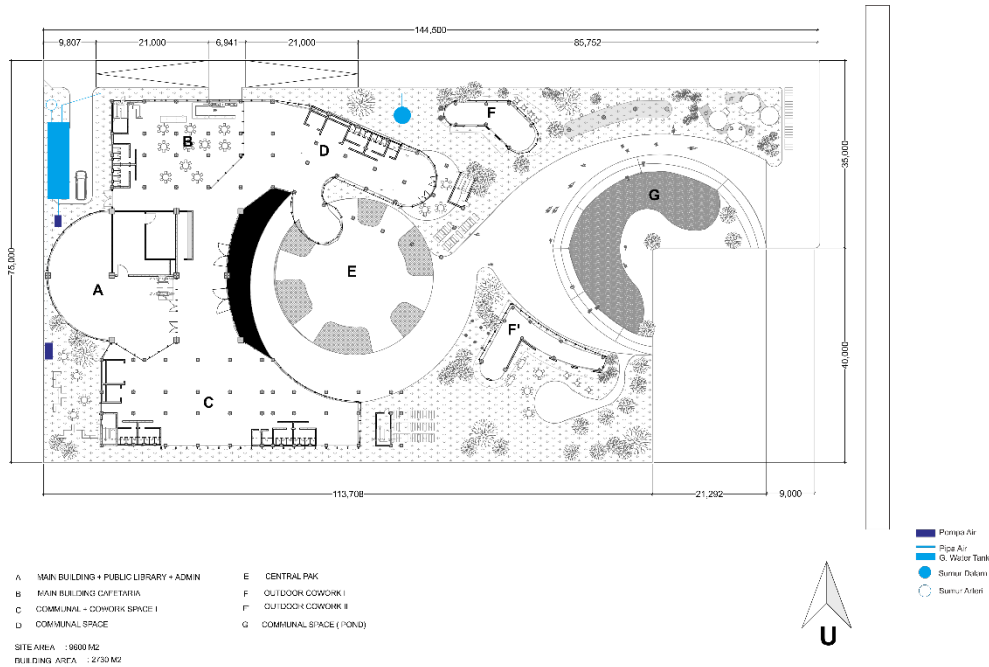 144,500
9,807 21,000 6,941 21,000 85,752
F
B
D
35,000
G
75,000
E
A
F'
40,000
C
113,708 21,292 9,000
Pompa Air
Pipa Air
G. Water Tank
Sumur Dalam
Sumur Arteri
A MAIN BUILDING + PUBLIC LIBRARY + ADMIN
B MAIN BUILDING CAFETARIA
C COMMUNAL + COWORK SPACE I
D COMMUNAL SPACE
E CENTRAL PAK
F OUTDOOR COWORK I
F' OUTDOOR COWORK II
G COMMUNAL SPACE ( POND)
SITE AREA : 9600 M2
BUILDING AREA : 2730 M2
U